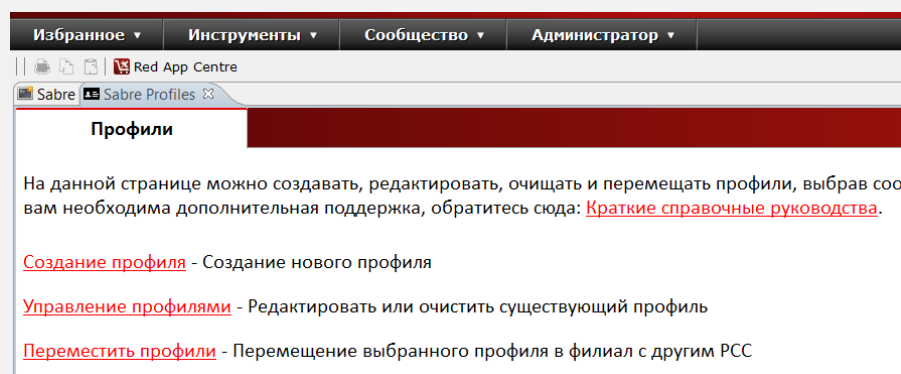 Избранное ▼ Инструменты ▼ Сообщество ▼ Администратор ▼
Red App Centre
Sabre Sabre Profiles
Профили
На данной странице можно создавать, редактировать, очищать и перемещать профили, выбрав соо
вам необходима дополнительная поддержка, обратитесь сюда: Краткие справочные руководства.
Создание профиля - Создание нового профиля
Управление профилями - Редактировать или очистить существующий профиль
Переместить профили - Перемещение выбранного профиля в филиал с другим PCC